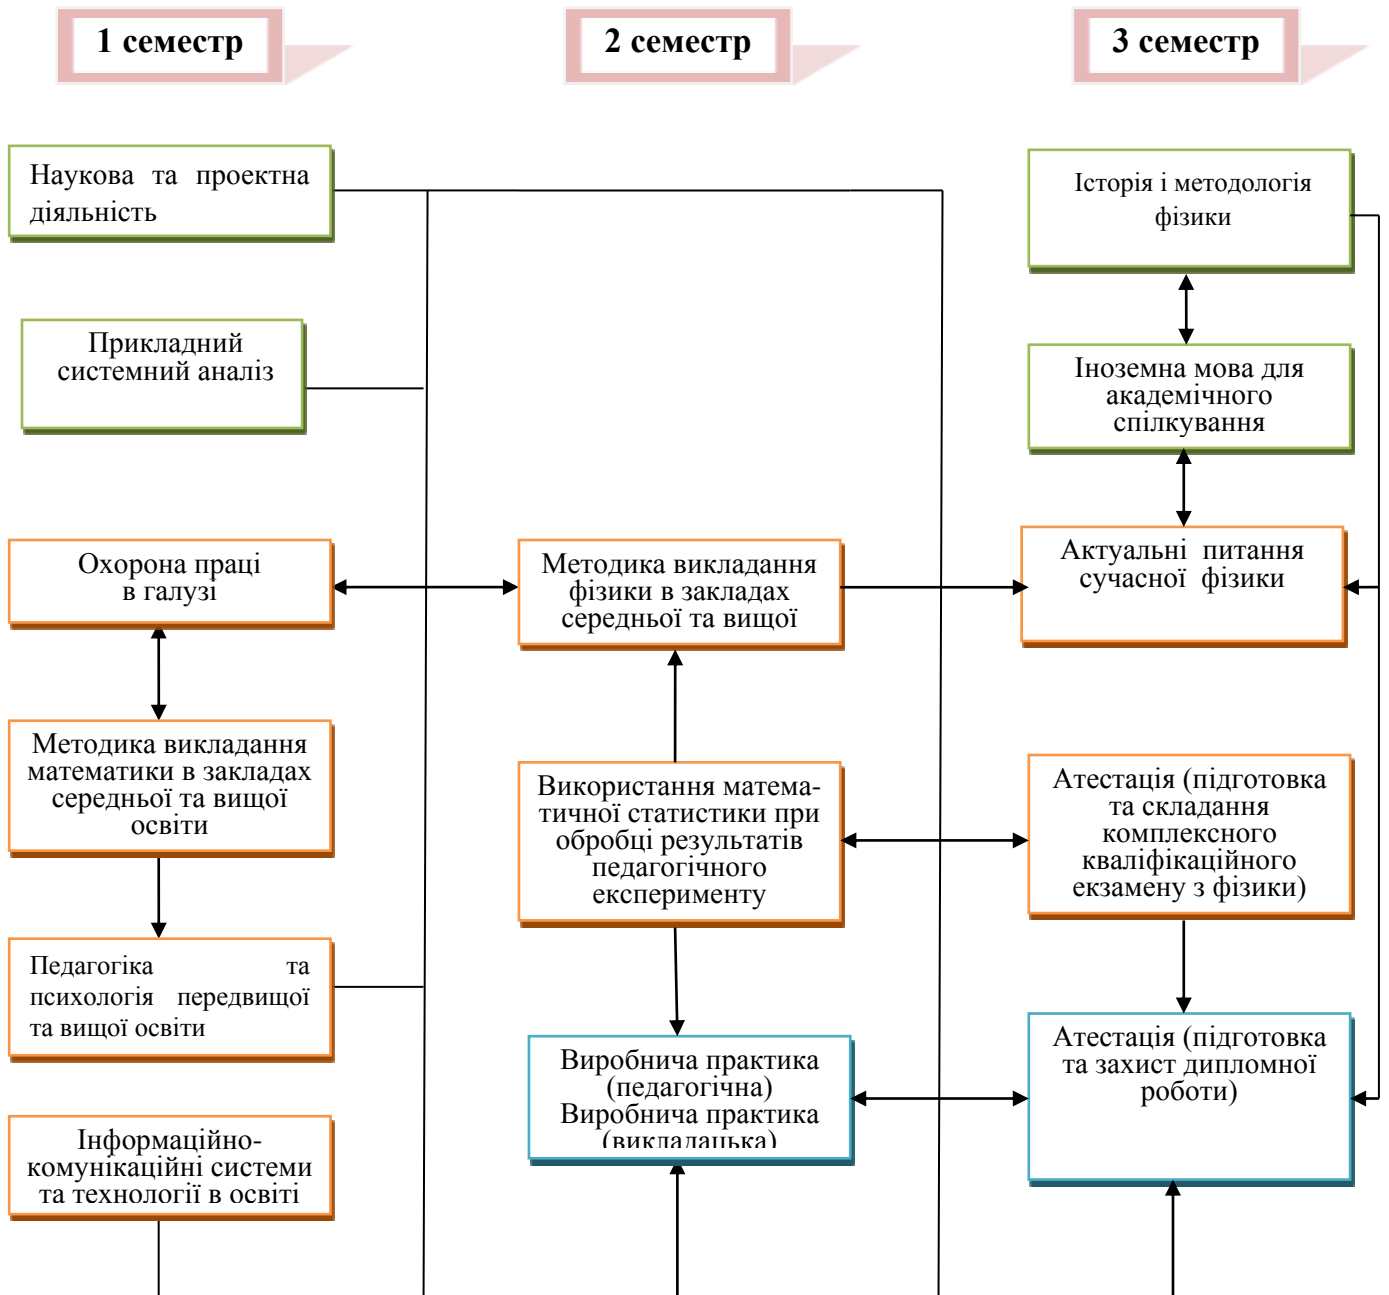 1 семестр
2 семестр
3 семестр
Наукова та проектна
діяльність
Прикладний
системний аналіз
Охорона праці
в галузі
Методика викладання
математики в закладах
середньої та вищої
освіти
Педагогіка та
психологія передвищої
та вищої освіти
Інформаційно-
комунікаційні системи
та технології в освіті
Методика викладання
фізики в закладах
середньої та вищої
Використання матема-
тичної статистики при
обробці результатів
педагогічного
експерименту
Виробнича практика
(педагогічна)
Виробнича практика
(викладацька)
Історія і методологія
фізики
Іноземна мова для
академічного
спілкування
Актуальні питання
сучасної фізики
Атестація (підготовка
та складання
комплексного
кваліфікаційного
екзамену з фізики)
Атестація (підготовка
та захист дипломної
роботи)